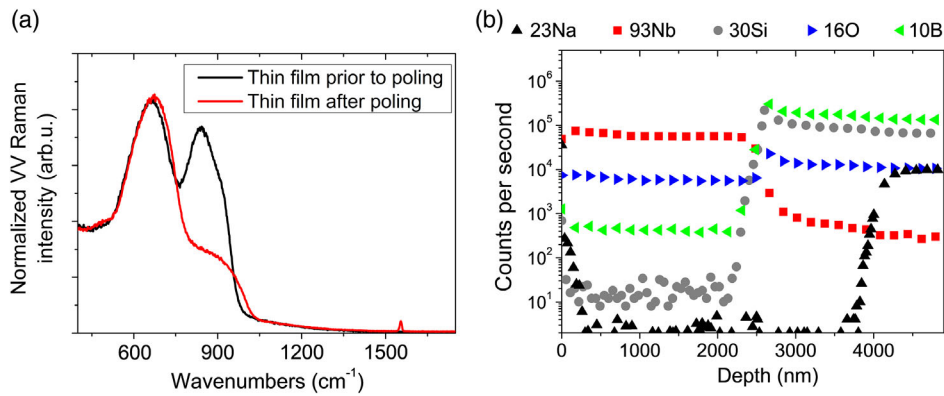 (a)
Normalized VV Raman
intensity (arb.u.)
Thin film prior to poling
Thin film after poling
600 900 1200 1500
Wavenumbers (cm⁻¹)
(b)
23Na 93Nb 30Si 16O 10B
Counts per second
10⁶
10⁵
10⁴
10³
10²
10¹
0 1000 2000 3000 4000
Depth (nm)